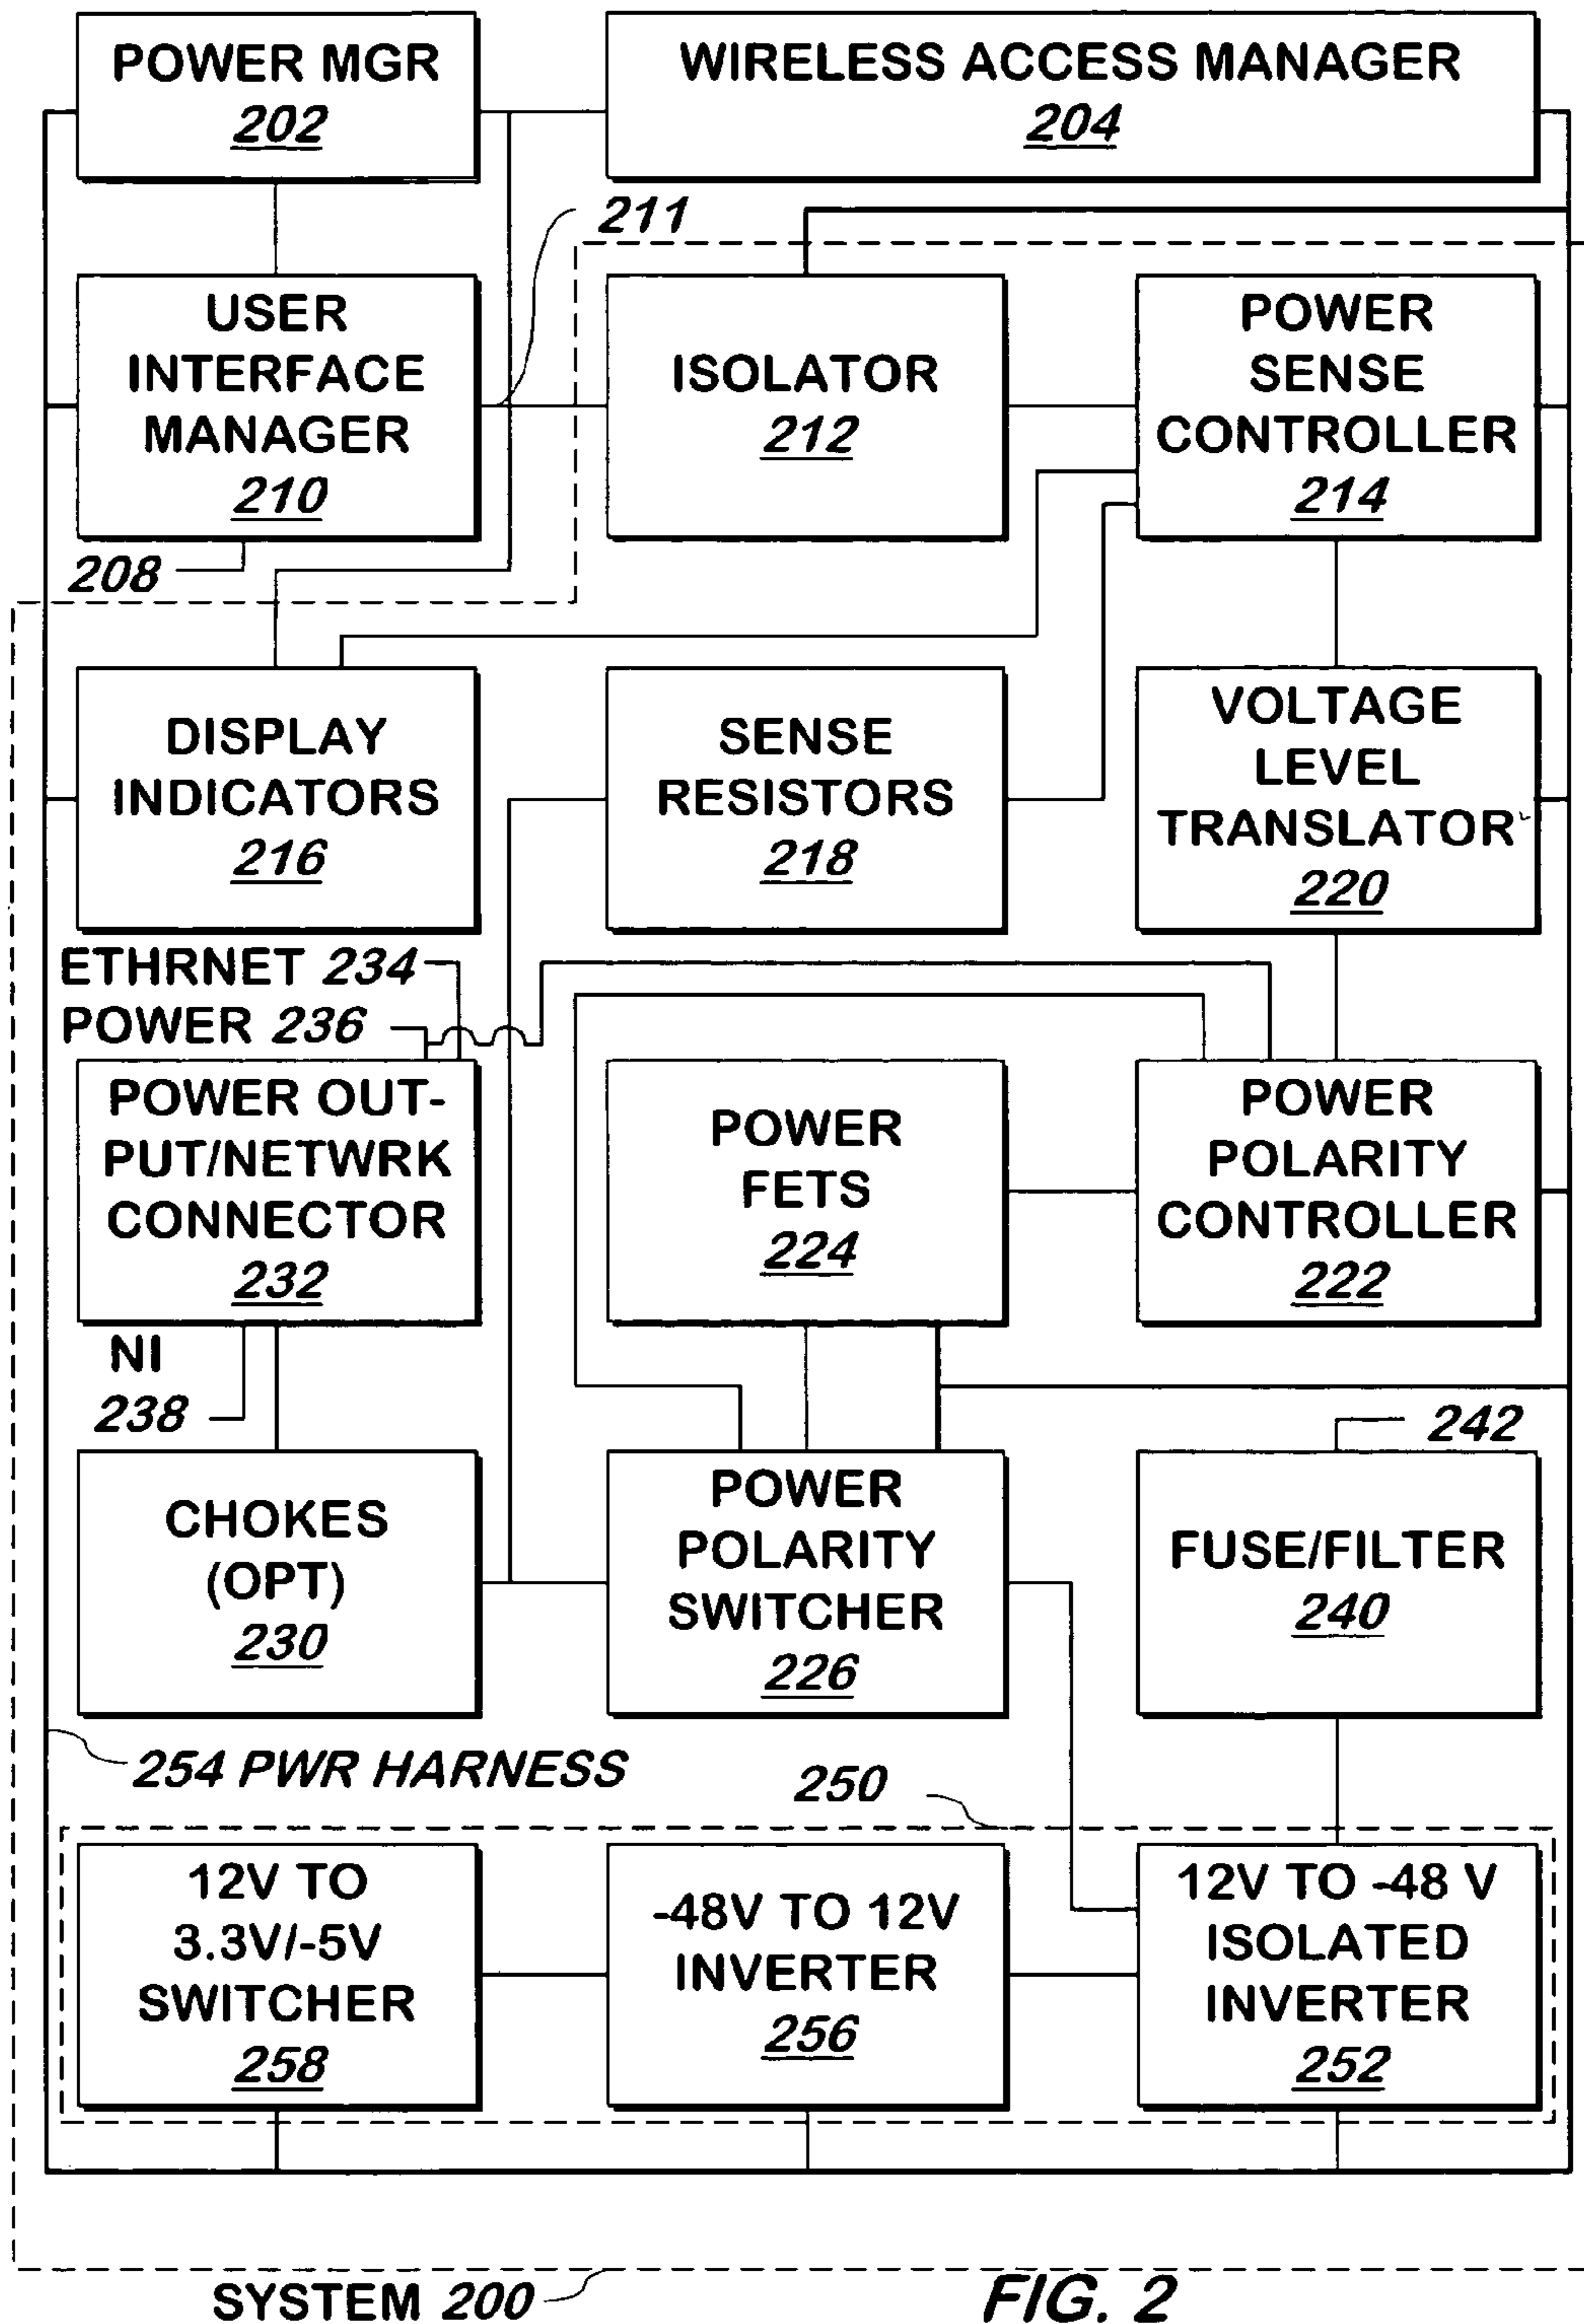 POWER MGR
202
WIRELESS ACCESS MANAGER
204
211
USER
INTERFACE
MANAGER
210
ISOLATOR
212
POWER
SENSE
CONTROLLER
214
208
DISPLAY
INDICATORS
216
SENSE
RESISTORS
218
VOLTAGE
LEVEL
TRANSLATOR
220
ETHRNET 234
POWER 236
POWER OUT-
PUT/NETWRK
CONNECTOR
232
POWER
FETS
224
POWER
POLARITY
CONTROLLER
222
NI
238
242
CHOKES
(OPT)
230
POWER
POLARITY
SWITCHER
226
FUSE/FILTER
240
254 PWR HARNESS
250
12V TO
3.3V/-5V
SWITCHER
258
-48V TO 12V
INVERTER
256
12V TO -48 V
ISOLATED
INVERTER
252
SYSTEM 200
FIG. 2